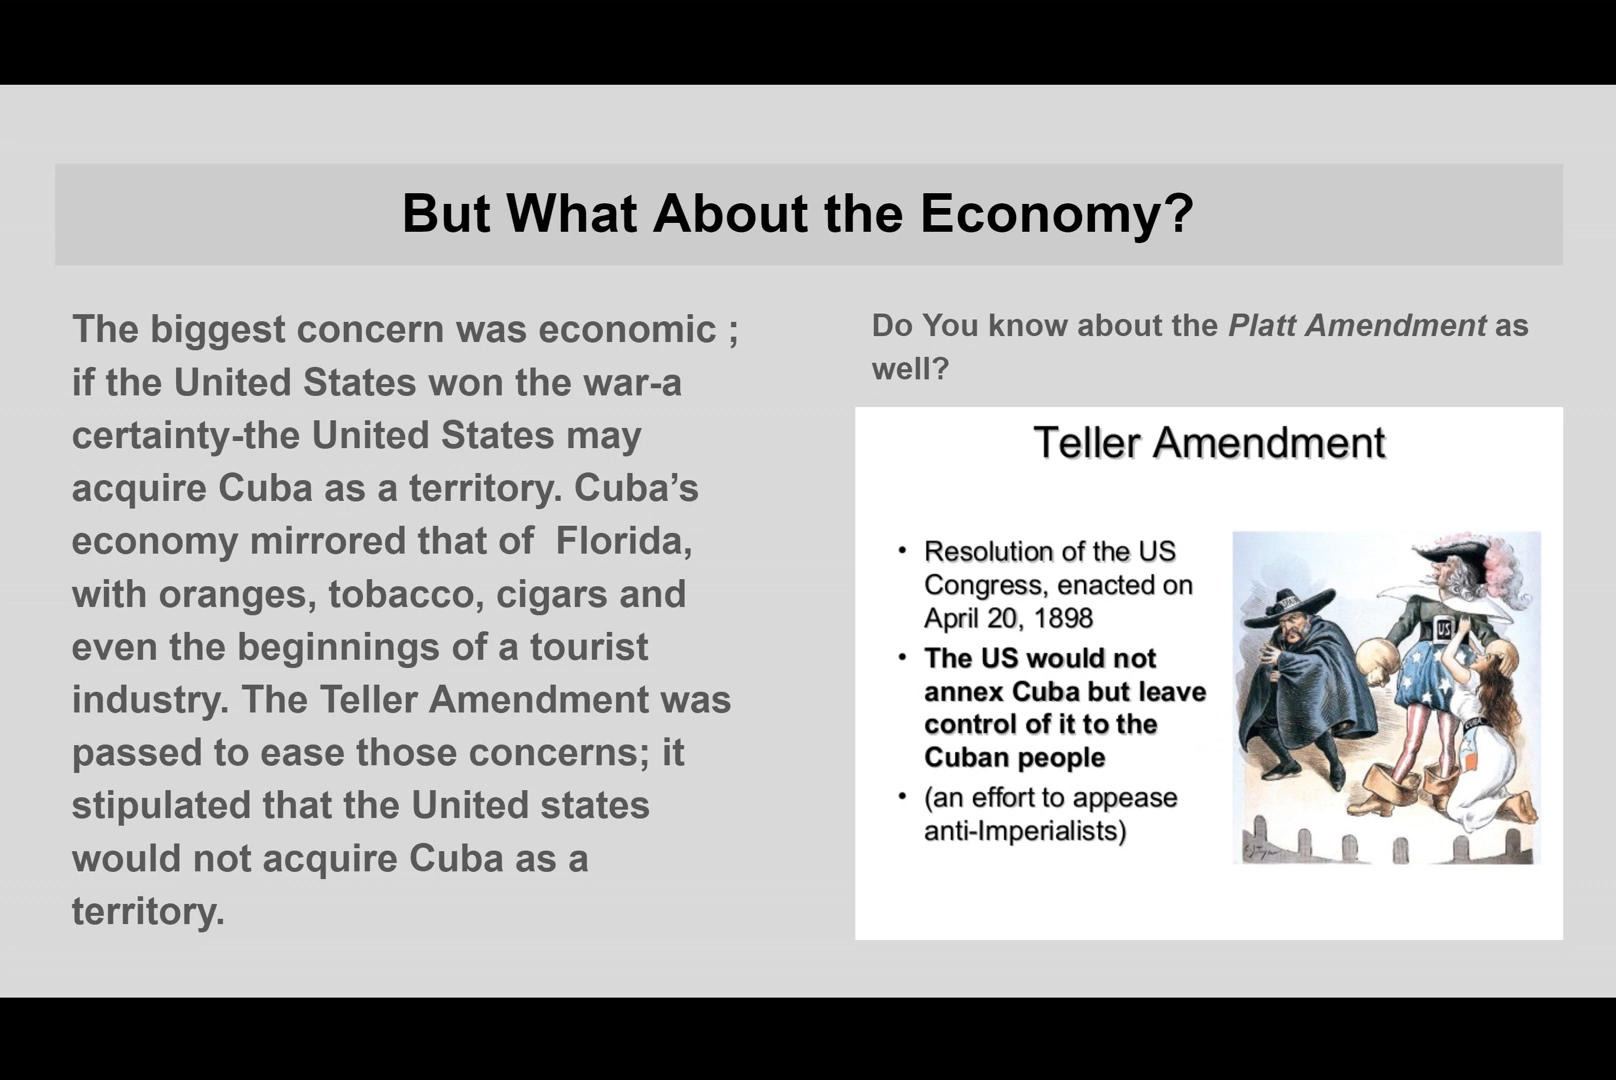 But What About the Economy?
The biggest concern was economic ;
if the United States won the war-a
certainty-the United States may
acquire Cuba as a territory. Cuba’s
economy mirrored that of  Florida,
with oranges, tobacco, cigars and
even the beginnings of a tourist
industry. The Teller Amendment was
passed to ease those concerns; it
stipulated that the United states
would not acquire Cuba as a
territory.
Do You know about the Platt Amendment as
well?
Teller Amendment
• Resolution of the US
Congress, enacted on
April 20, 1898
• The US would not
annex Cuba but leave
control of it to the
Cuban people
• (an effort to appease
anti-Imperialists)
US